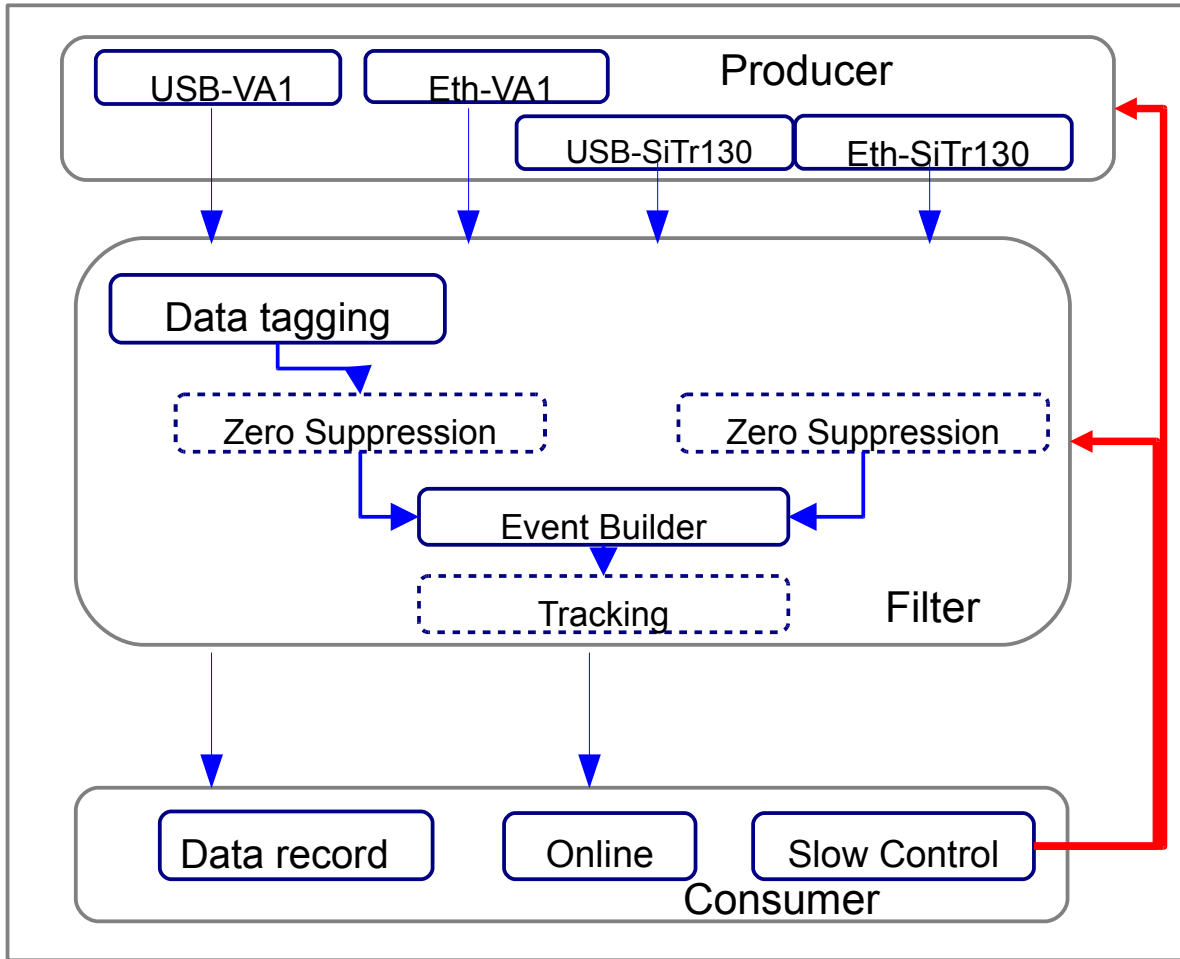 Producer
USB-VA1
Eth-VA1
USB-SiTr130
Eth-SiTr130
Data tagging
Zero Suppression
Zero Suppression
Event Builder
Tracking
Filter
Data record
Online
Slow Control
Consumer